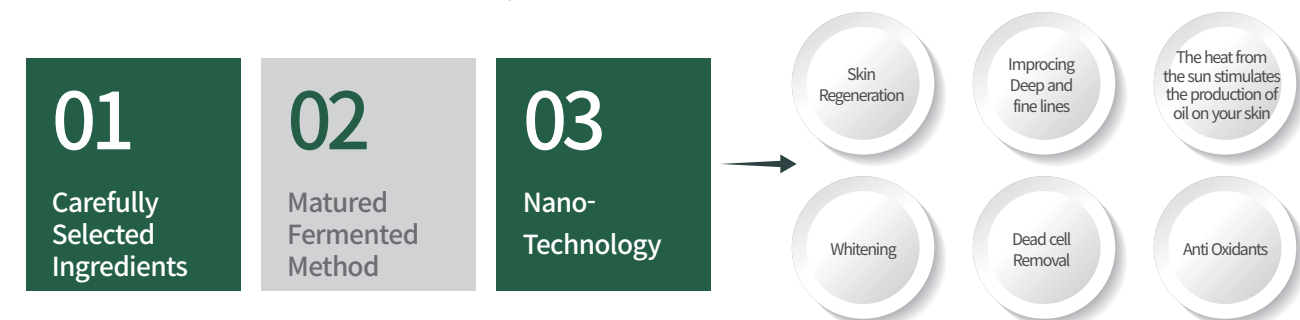 01
Carefully
Selected
Ingredients
02
Matured
Fermented
Method
03
Nano-
Technology
Skin
Regeneration
Improcing
Deep and
fine lines
The heat from
the sun stimulates
the production of
oil on your skin
Whitening
Dead cell
Removal
Anti Oxidants